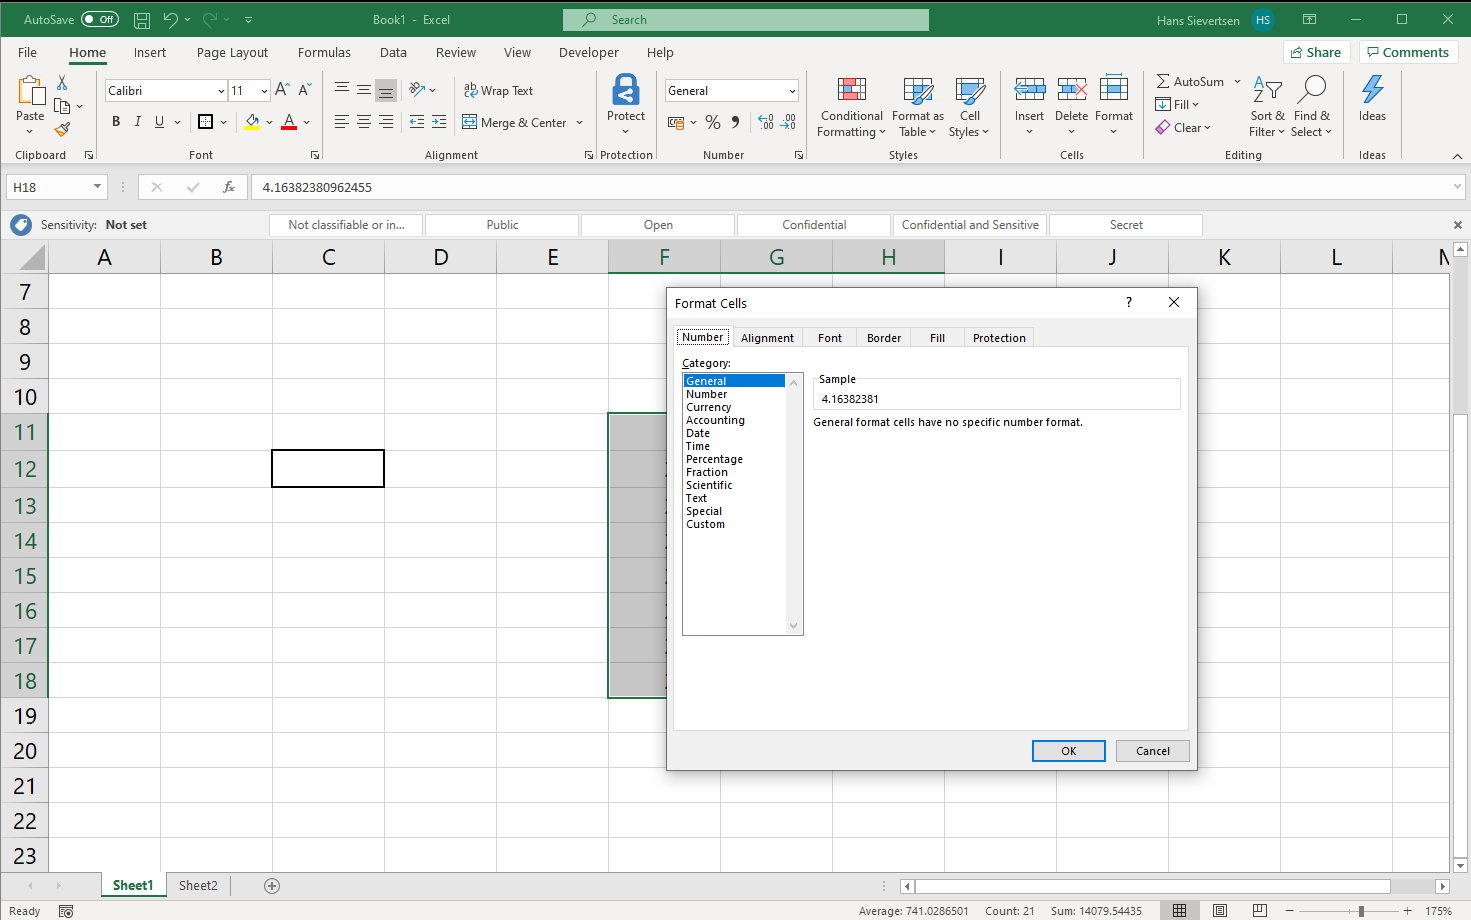 AutoSave Off Book1 - Excel Search Hans Sievertsen HS
File Home Insert Page Layout Formulas Data Review View Developer Help Share Comments
Paste Calibri 11 A A ab Wrap Text Protect General Conditional Format as Cell Insert Delete Format AutoSum Sort & Find & Ideas
Formatting Table Styles Fill Filter Select
B I U A Merge & Center % , Clear
Clipboard Font Alignment Protection Number Styles Cells Editing Ideas
H18 fx 4.16382380962455
Sensitivity: Not set Not classifiable or in... Public Open Confidential Confidential and Sensitive Secret
A B C D E F G H I J K L
7
8
9
10
11
12
13
14
15
16
17
18
19
20
21
22
23
Format Cells ?
Number Alignment Font Border Fill Protection
Category:
General
Number
Currency
Accounting
Date
Time
Percentage
Fraction
Scientific
Text
Special
Custom
Sample
4.16382381
General format cells have no specific number format.
OK Cancel
Sheet1 Sheet2
Ready Average: 741.0286501 Count: 21 Sum: 14079.54435 175%